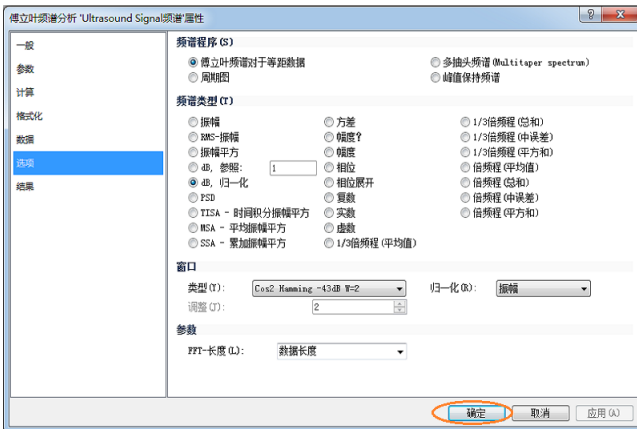 傅立叶频谱分析 'Ultrasound Signal频谱'属性
一般
参数
计算
格式化
数据
选项
结果
频谱程序(S)
傅立叶频谱对于等距数据
多抽头频谱(Multitaper spectrum)
周期图
峰值保持频谱
频谱类型(T)
振幅
方差
1/3倍频程(总和)
RMS-振幅
幅度?
1/3倍频程(中误差)
振幅平方
幅度
1/3倍频程(平方和)
dB, 参照:
1
相位
倍频程(平均值)
dB, 归一化
相位展开
倍频程(总和)
PSD
复数
倍频程(中误差)
TISA - 时间积分振幅平方
实数
倍频程(平方和)
MSA - 平均振幅平方
虚数
SSA - 累加振幅平方
1/3倍频程(平均值)
窗口
类型(Y):
Cos2 Hamming -43dB W=2
归一化(R):
振幅
调整(J):
2
参数
FFT-长度(L):
数据长度
确定
取消
应用(A)